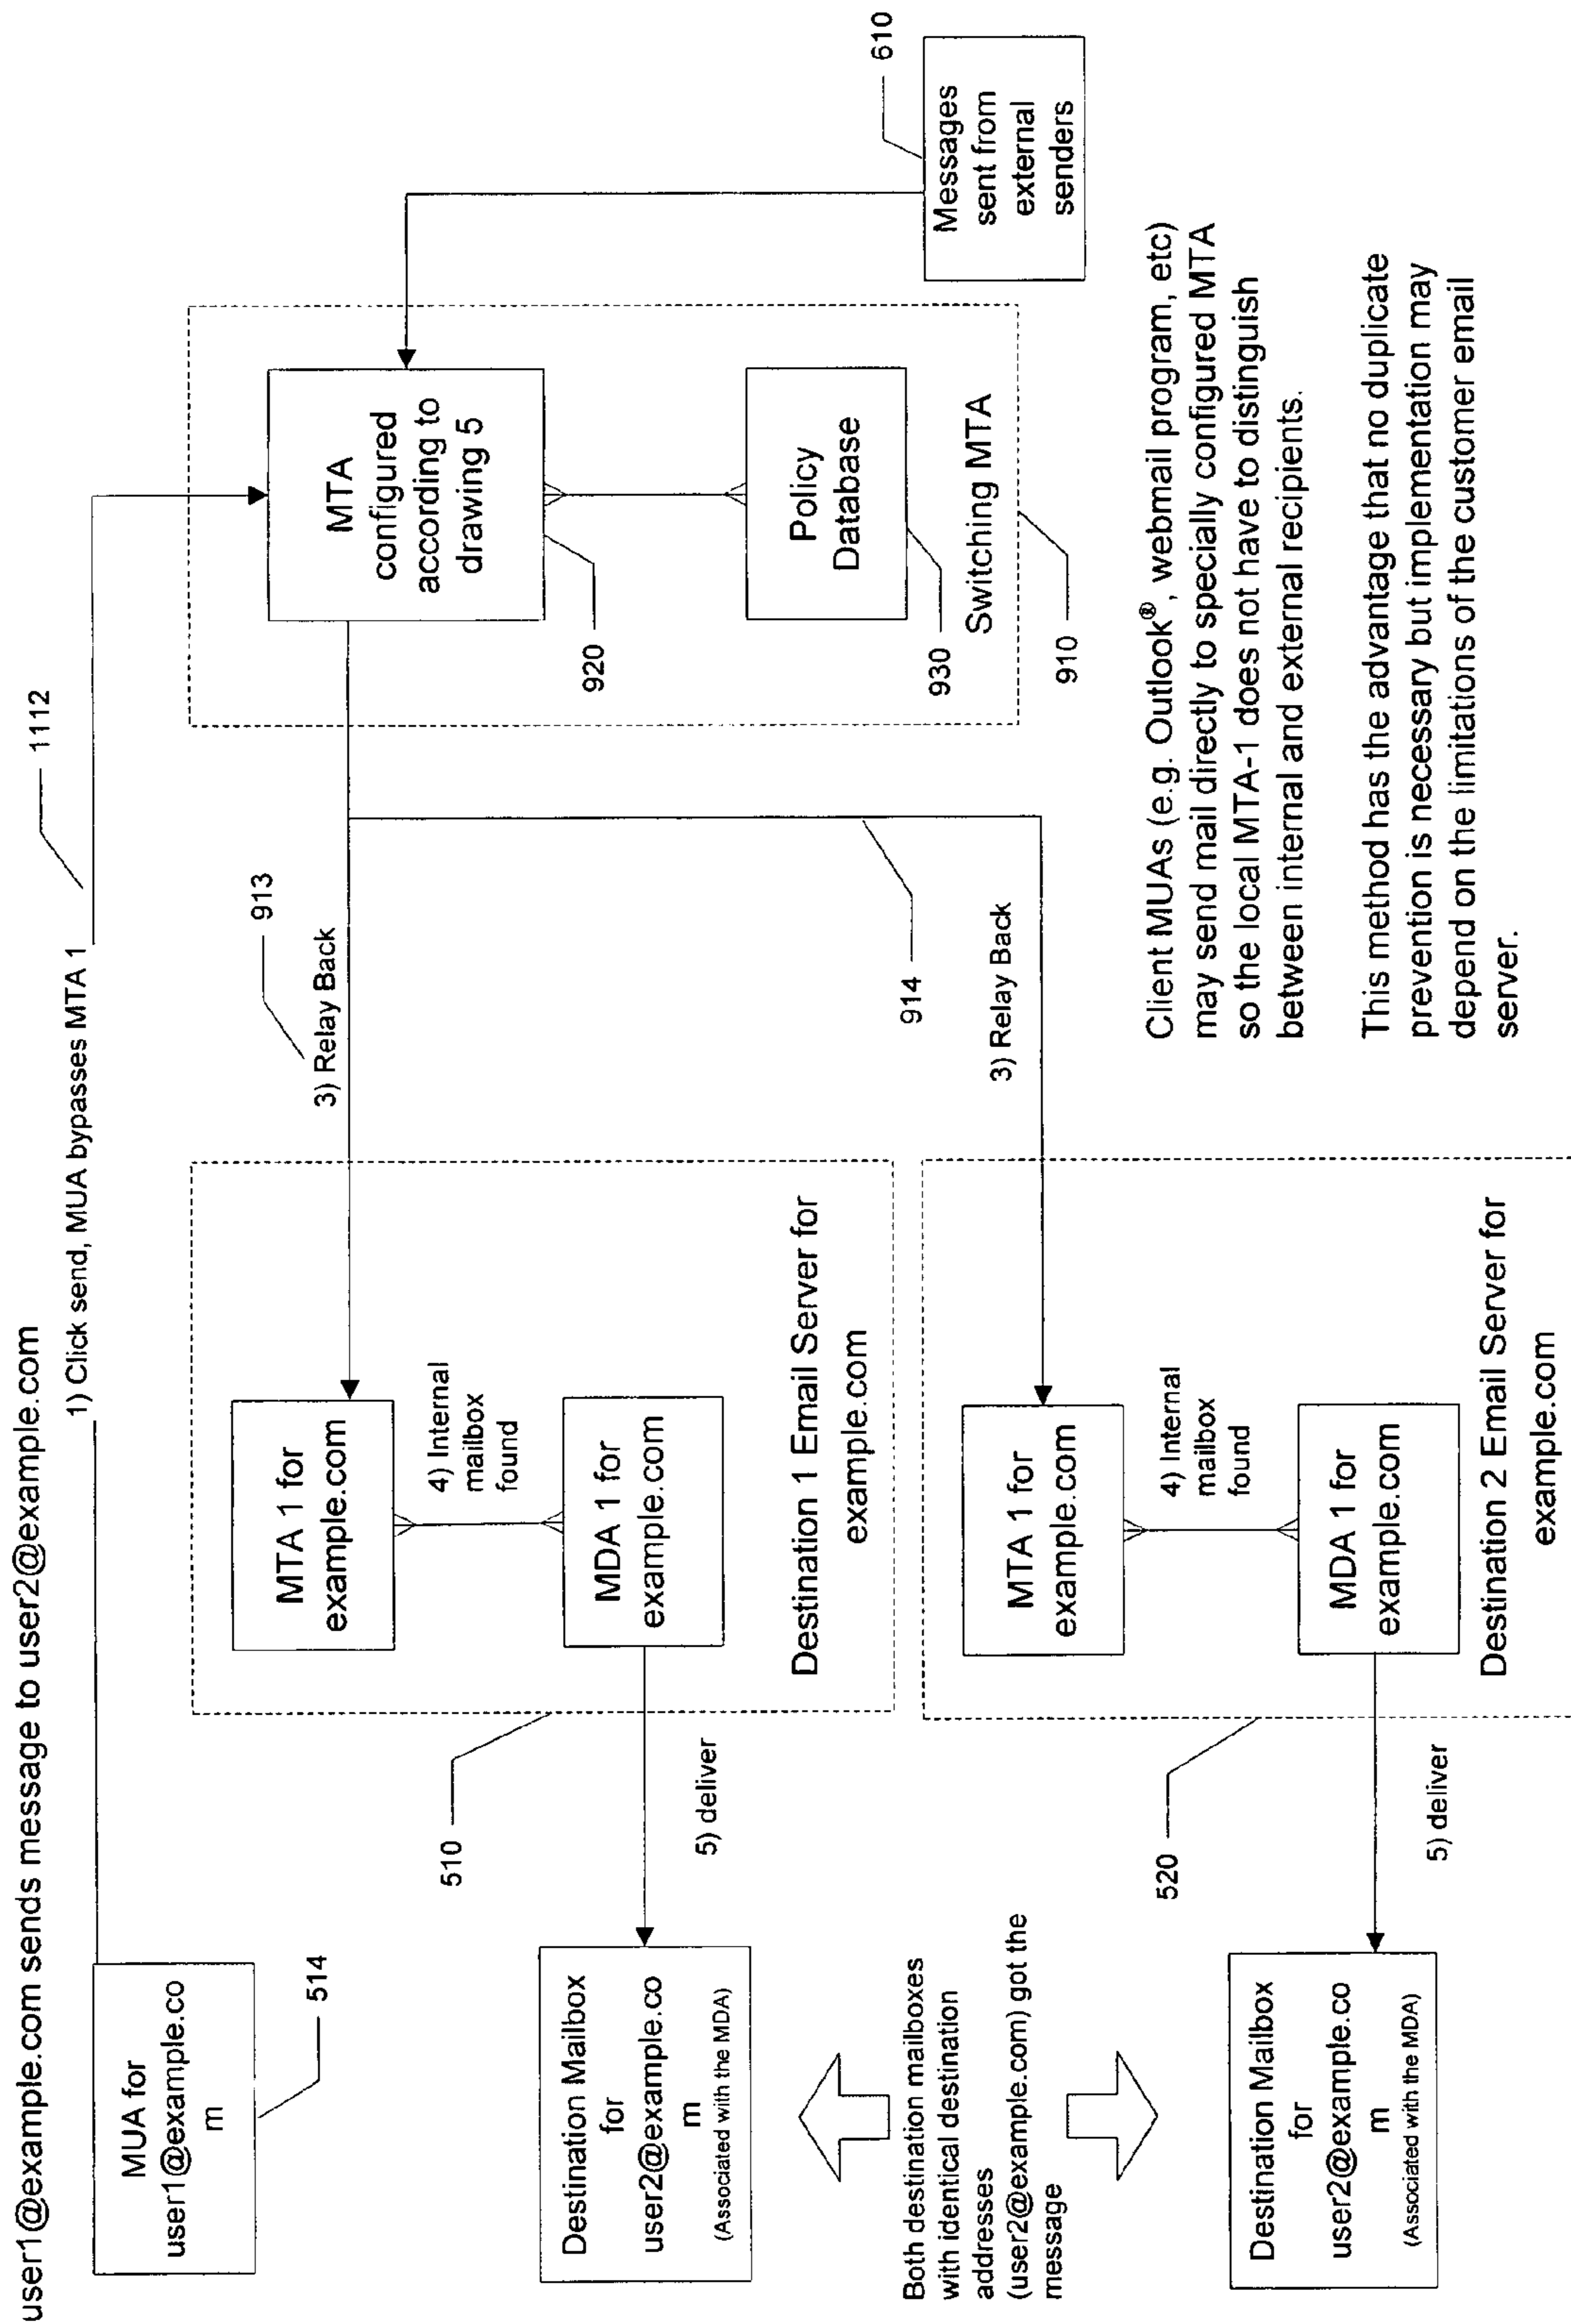 user1@example.com sends message to user2@example.com
1) Click send, MUA bypasses MTA 1
1112
MUA for
user1@example.co
m
514
913
3) Relay Back
MTA
configured
according to
drawing 5
920
Policy
Database
930
Switching MTA
910
Messages
sent from
external
senders
610
914
3) Relay Back
MTA 1 for
example.com
4) Internal
mailbox
found
MDA 1 for
example.com
Destination 1 Email Server for
example.com
510
5) deliver
Destination Mailbox
for
user2@example.co
m
(Associated with the MDA)
Both destination mailboxes
with identical destination
addresses
(user2@example.com) got the
message
MTA 1 for
example.com
4) Internal
mailbox
found
MDA 1 for
example.com
Destination 2 Email Server for
example.com
520
5) deliver
Destination Mailbox
for
user2@example.co
m
(Associated with the MDA)
Client MUAs (e.g. Outlook®, webmail program, etc)
may send mail directly to specially configured MTA
so the local MTA-1 does not have to distinguish
between internal and external recipients.
This method has the advantage that no duplicate
prevention is necessary but implementation may
depend on the limitations of the customer email
server.